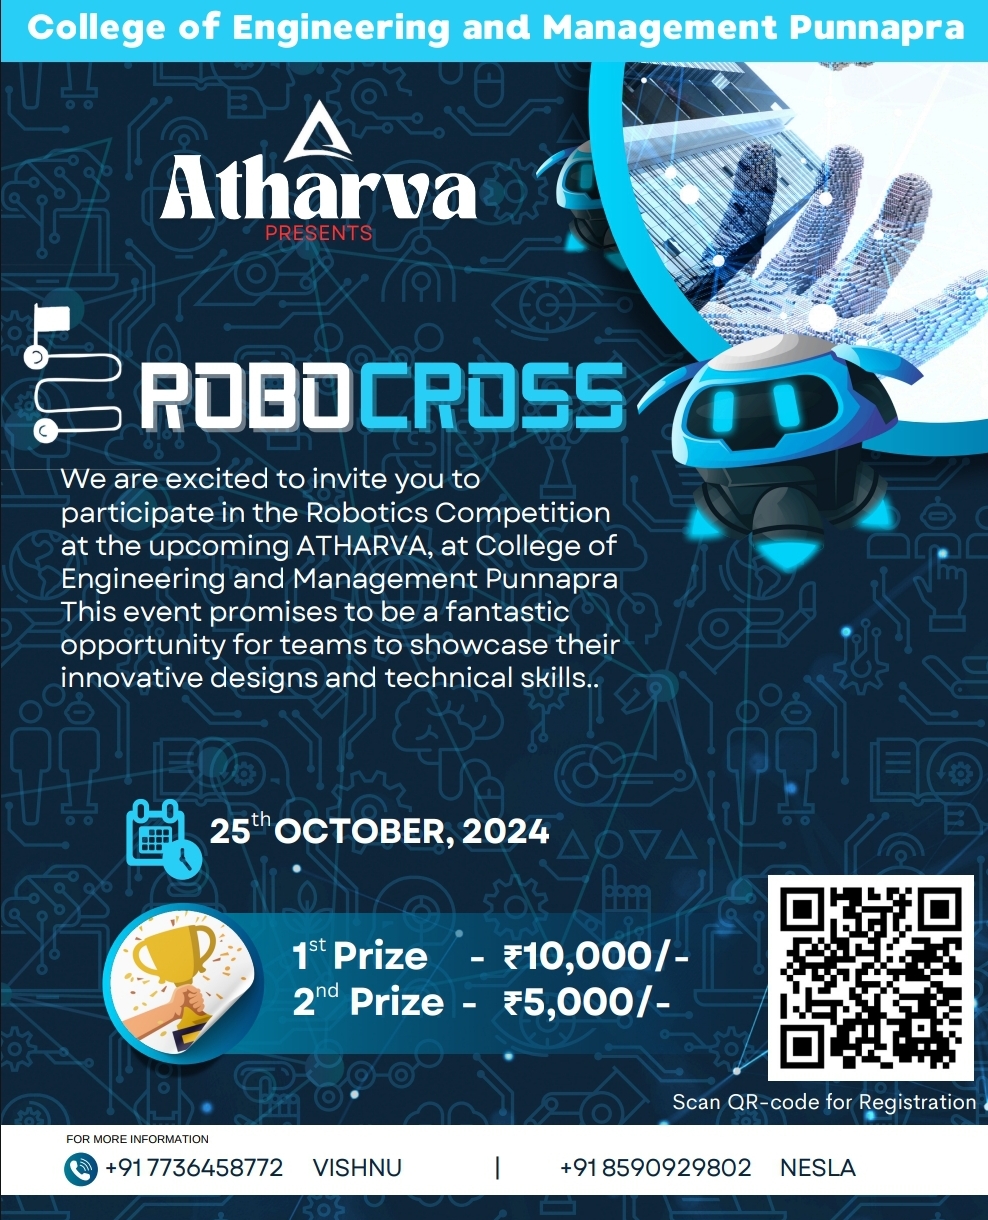 College of Engineering and Management Punnapra
Atharva
PRESENTS
ROBOCROSS
We are excited to invite you to
participate in the Robotics Competition
at the upcoming ATHARVA, at College of
Engineering and Management Punnapra
This event promises to be a fantastic
opportunity for teams to showcase their
innovative designs and technical skills..
25th OCTOBER, 2024
1st Prize - ₹10,000/-
2nd Prize - ₹5,000/-
Scan QR-code for Registration
FOR MORE INFORMATION
+91 7736458772 VISHNU | +91 8590929802 NESLA